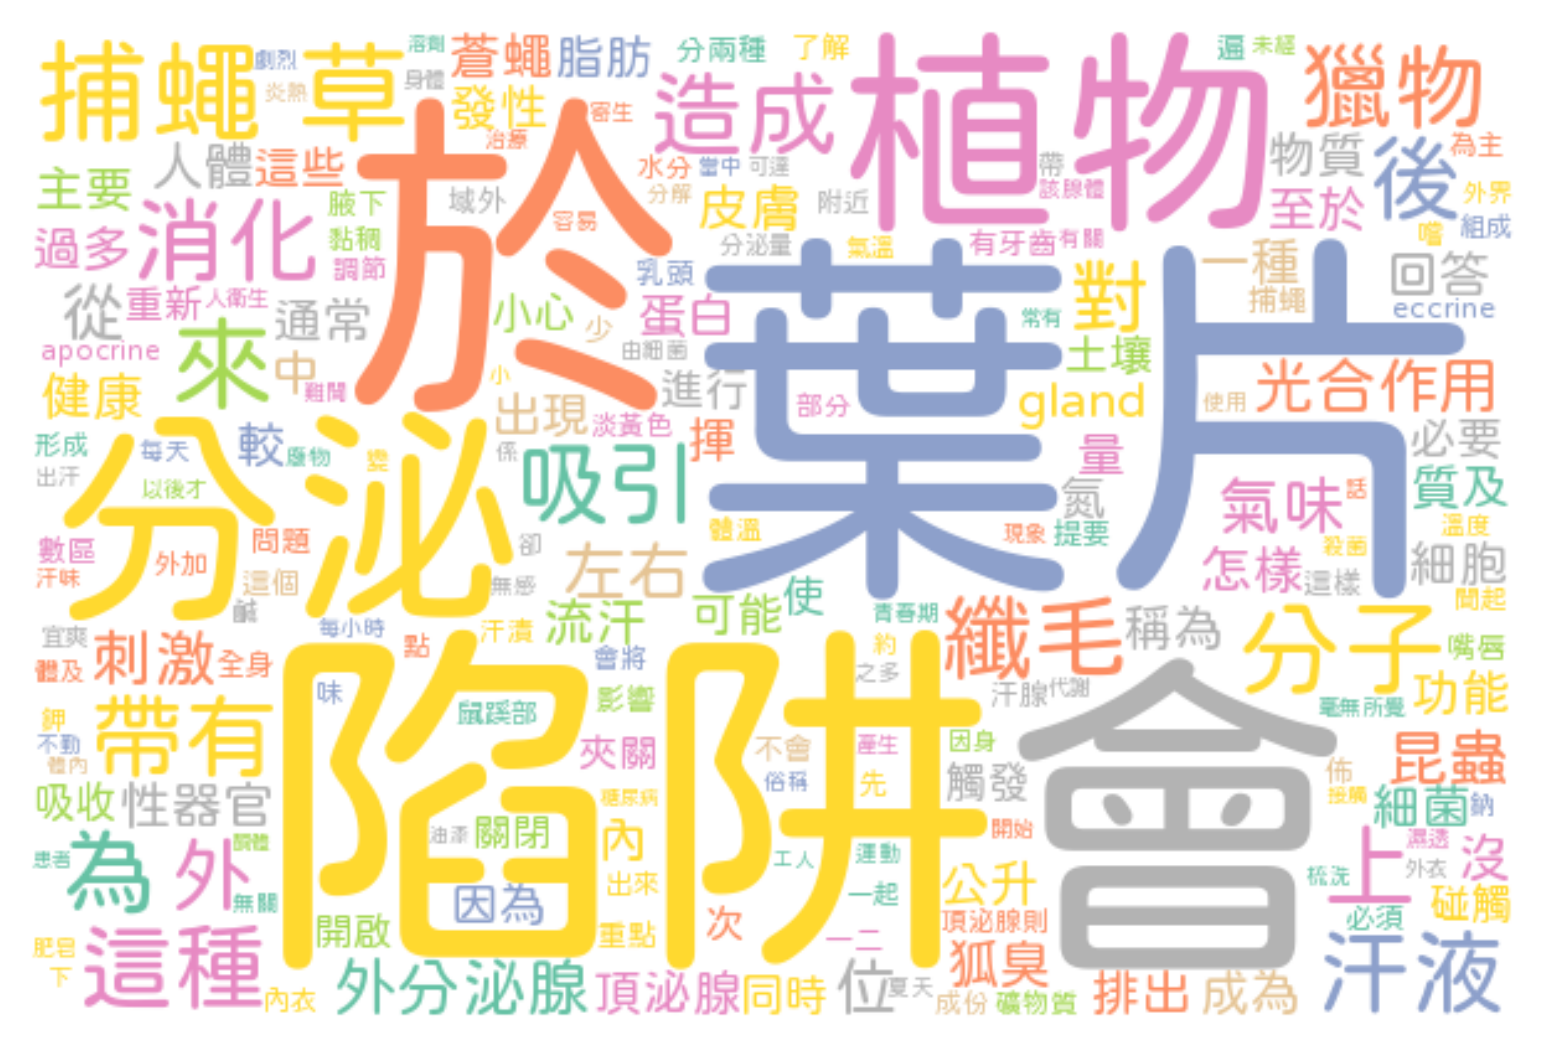 捕蠅草
劇烈
溶劑
蒼蠅
脂肪
分兩種
了解
植物
遍
未經
獵物
炎熱
身體
發性
寄生
造成
於
治療
人體
這些
水分
當中
可達
帶
物質
後
為主
主要
腋下
域外
分解
皮膚
附近
該腺體
至於
外界
消化
容易
過多
黏稠
分泌量
氣溫
有牙齒
有關
嚐
組成
調節
乳頭
葉片
一種
回答
從
重新
人衛生
通常
小心
少
蛋白
常有
對
捕蠅
eccrine
apocrine
來
中
由細菌
土壤
健康
難聞
小
出現
進行
部分
gland
使用
光合作用
淡黃色
形成
每天
較
應物
變
係
吸引
揮
量
必要
出汗
以後才
分泌
氮
氣味
話
質及
數區
外加
問題
卻
體溫
現象
提要
殺菌
溫度
汗味
這個
無感
左右
怎樣
這樣
細胞
鹹
使
間起
宜爽
每小時
汗漬
流汗
可能
青春期
纖毛
稱為
分子
嘴唇
體及
刺激
全身
點
會將
約
之多
味
影響
汗腺
代謝
功能
鉀
帶有
鼠蹊部
陷阱
會
毫無所覺
不勤
夾關
不會
產生
因身
昆蟲
體內
俗稱
先
觸發
佈
吸收
性器官
糖尿病
接觸
細菌
鈉
油漆
關閉
內
開始
患者
為
外
胴體
工人
運動
上
濕透
沒
無關
因為
出來
一起
公升
外衣
梳洗
碰觸
這種
開啟
重點
次
一二
頂泌腺則
必須
肥皂
狐臭
汗液
下
內衣
外分泌腺
頂泌腺
同時
位
夏天
成份
礦物質
排出
成為